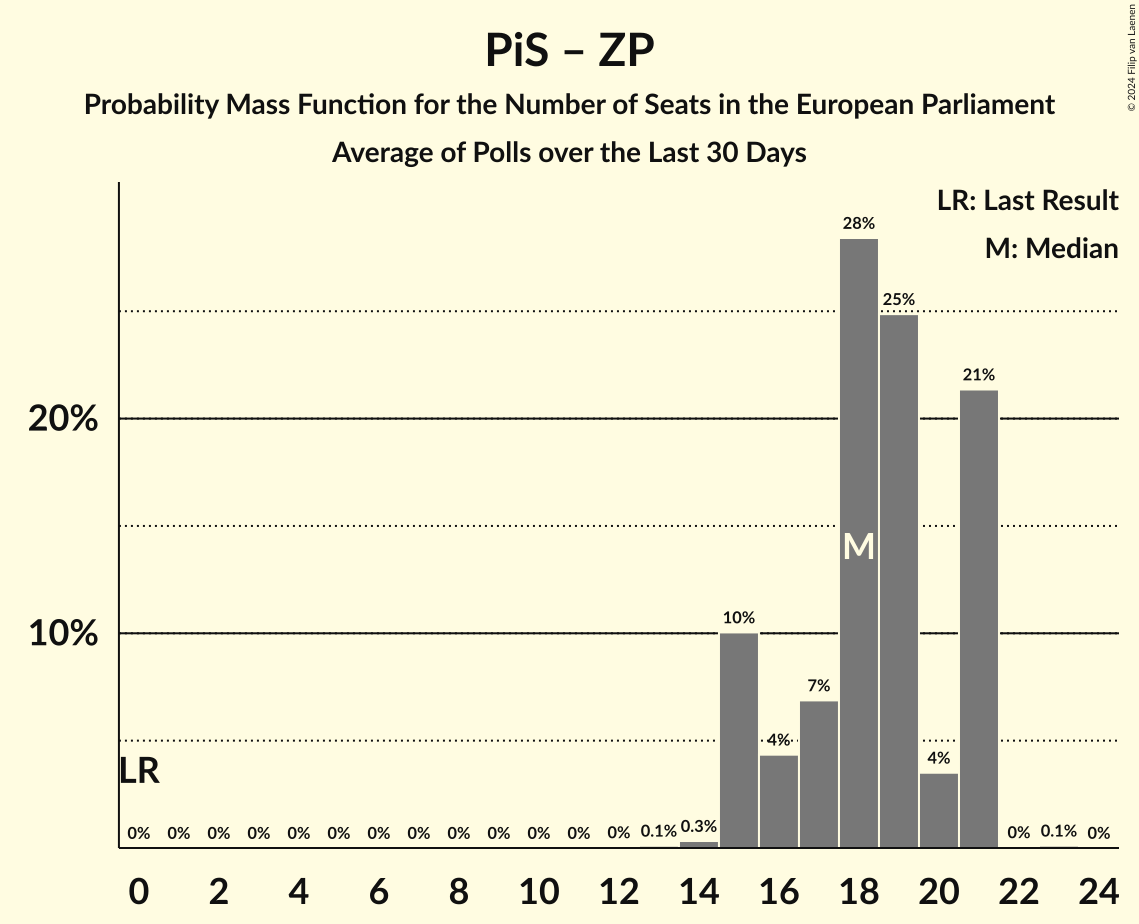 PiS – ZP
Probability Mass Function for the Number of Seats in the European Parliament
Average of Polls over the Last 30 Days
© 2024 Filip van Laenen
LR: Last Result
M: Median
28%
25%
21%
20%
M
10%
10%
7%
4%
4%
LR
0% 0% 0% 0% 0% 0% 0% 0% 0% 0% 0% 0% 0% 0.1% 0.3% 0% 0.1% 0%
0 2 4 6 8 10 12 14 16 18 20 22 24